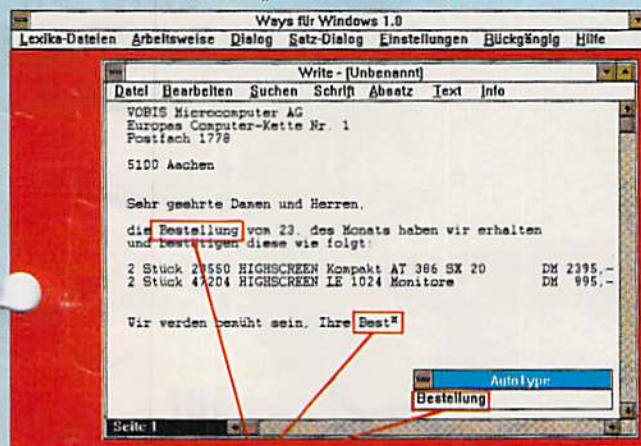 Ways für Windows 1.0
Lexika-Dateien Arbeitsweise Dialog Satz-Dialog Einstellungen Rückgängig Hilfe
Write - [Unbenannt]
Datei Bearbeiten Suchen Schrift Absatz Text Info
VOBIS Microcomputer AG
Europas Computer-Kette Nr. 1
Postfach 1778
5100 Aachen
Sehr geehrte Damen und Herren,
die Bestellung vom 23. des Monats haben wir erhalten
und bestätigen diese wie folgt:
2 Stück 29550 HIGHSCREEN Kompakt AT 386 SX 20 DM 2395,-
2 Stück 47204 HIGHSCREEN LE 1024 Monitore DM 995,-
Wir werden bemüht sein, Ihre Best¤
AutoType
Bestellung
Seite 1